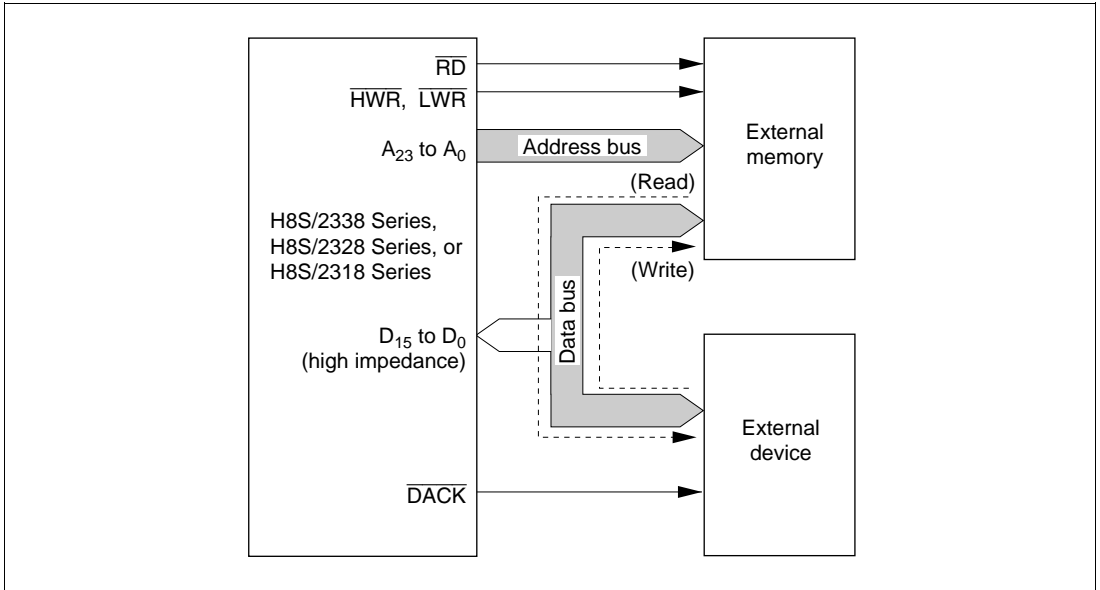 RD
HWR, LWR
A23 to A0
Address bus
External
memory
(Read)
(Write)
H8S/2338 Series,
H8S/2328 Series, or
H8S/2318 Series
Data bus
D15 to D0
(high impedance)
External
device
DACK